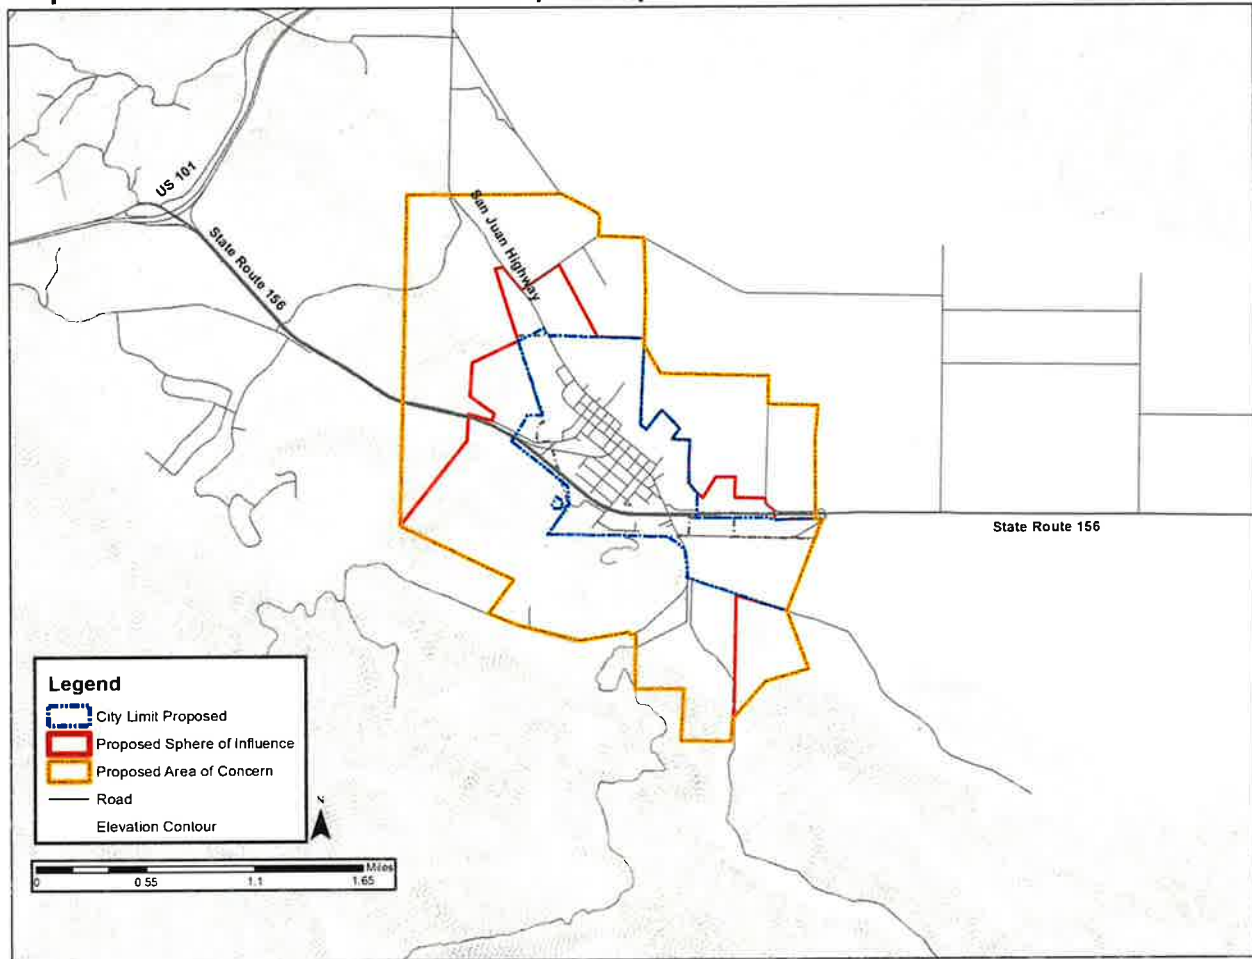 US 101
State Route 156
San Juan Highway
State Route 156
Legend
City Limit Proposed
Proposed Sphere of Influence
Proposed Area of Concern
Road
Elevation Contour
N
Miles
0 0.55 1.1 1.65